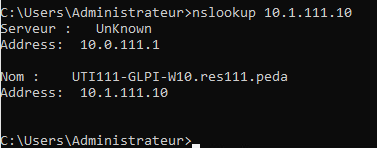 C:\Users\Administrateur>nslookup 10.1.111.10
Serveur :   UnKnown
Address:  10.0.111.1
Nom :    UTI111-GLPI-W10.res111.peda
Address:  10.1.111.10
C:\Users\Administrateur>